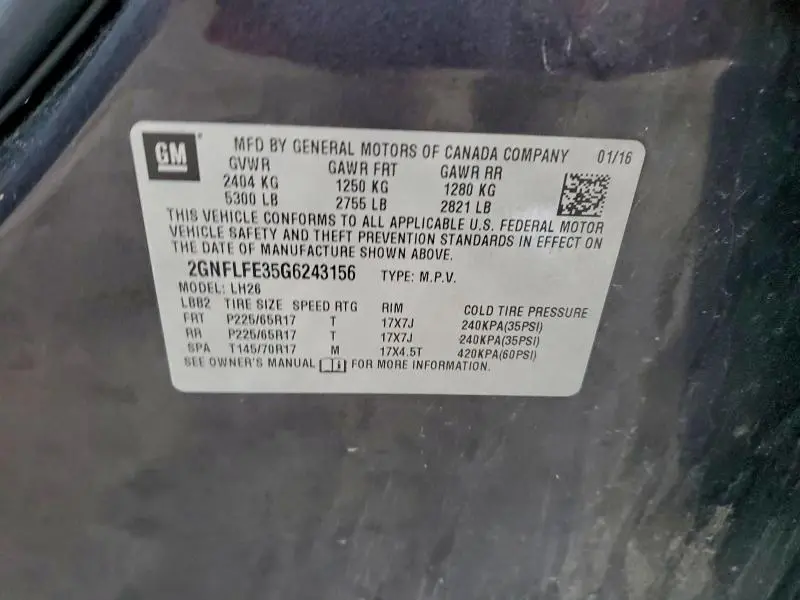 GM
MFD BY GENERAL MOTORS OF CANADA COMPANY 01/16
GVWR GAWR FRT GAWR RR
2404 KG 1250 KG 1280 KG
5300 LB 2755 LB 2821 LB
THIS VEHICLE CONFORMS TO ALL APPLICABLE U.S. FEDERAL MOTOR
VEHICLE SAFETY AND THEFT PREVENTION STANDARDS IN EFFECT ON
THE DATE OF MANUFACTURE SHOWN ABOVE.
2GNFLFE35G6243156 TYPE: M.P.V.
MODEL: LH26
LBB2 TIRE SIZE SPEED RTG RIM COLD TIRE PRESSURE
FRT P225/65R17 T 17X7J 240KPA(35PSI)
RR P225/65R17 T 17X7J 240KPA(35PSI)
SPA T145/70R17 M 17X4.5T 420KPA(60PSI)
SEE OWNER'S MANUAL FOR MORE INFORMATION.